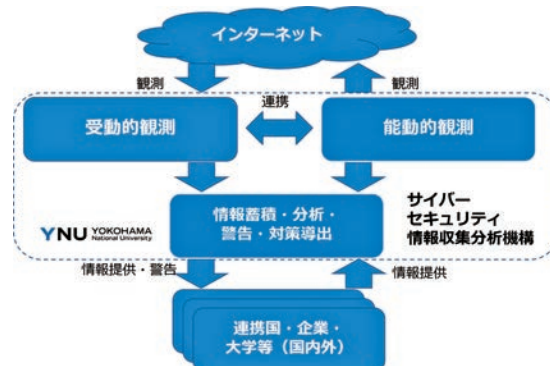 インターネット
観測
観測
連携
受動的観測
能動的観測
情報蓄積・分析・
警告・対策導出
YNU YOKOHAMA
National University
サイバー
セキュリティ
情報収集分析機構
情報提供・警告
情報提供
連携国・企業・
大学等（国内外）